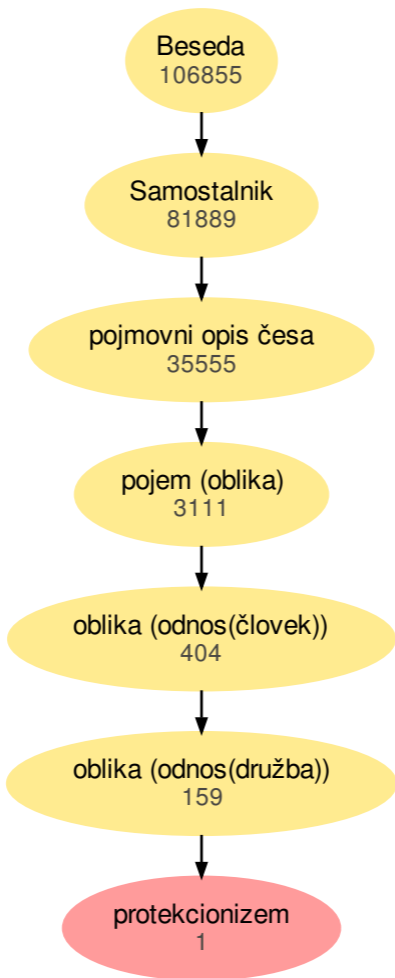 Beseda
106855
Samostalnik
81889
pojmovni opis česa
35555
pojem (oblika)
3111
oblika (odnos(človek))
404
oblika (odnos(družba))
159
protekcionizem
1